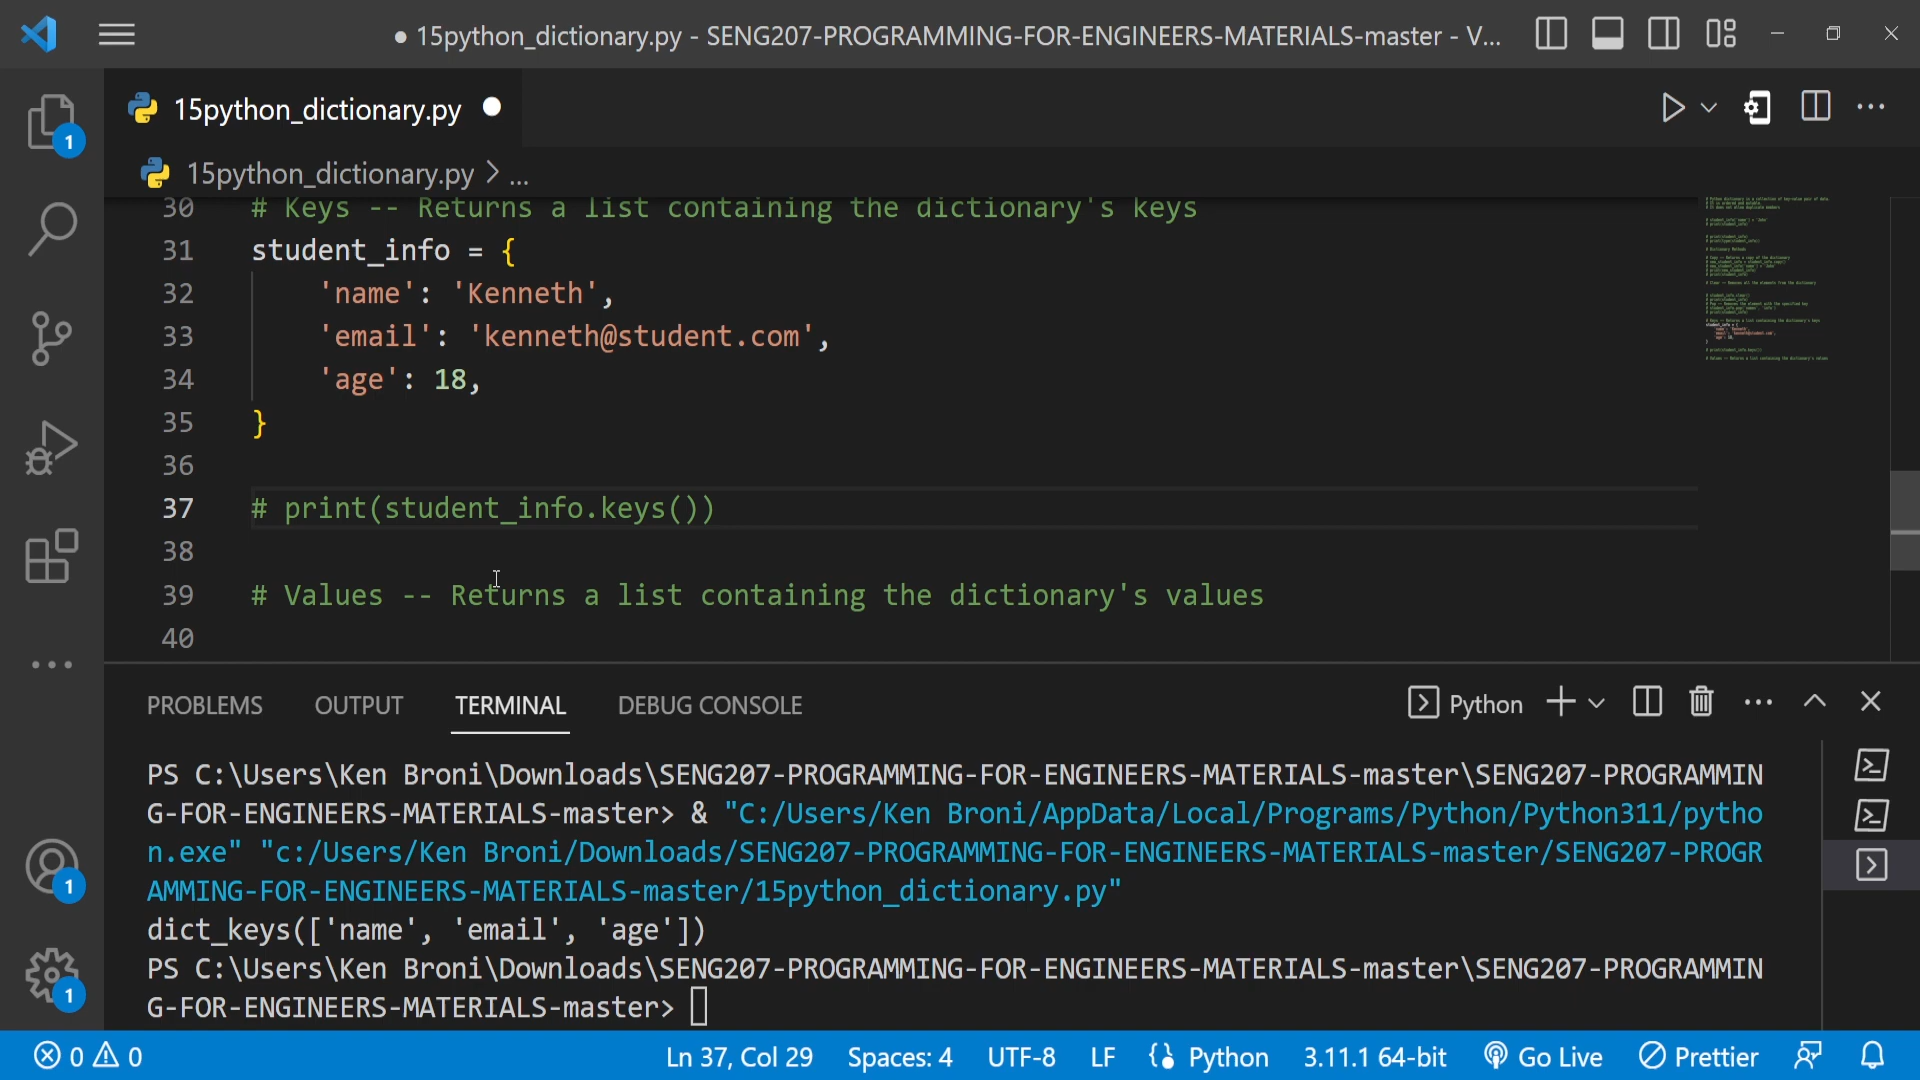 ● 15python_dictionary.py - SENG207-PROGRAMMING-FOR-ENGINEERS-MATERIALS-master - V...
15python_dictionary.py ●
1
15python_dictionary.py > ...
30 # Keys -- Returns a list containing the dictionary's keys
31 student_info = {
32 'name': 'Kenneth',
33 'email': 'kenneth@student.com',
34 'age': 18,
35 }
36
37 # print(student_info.keys())
38
39 # Values -- Returns a list containing the dictionary's values
40
PROBLEMS OUTPUT TERMINAL DEBUG CONSOLE Python
PS C:\Users\Ken Broni\Downloads\SENG207-PROGRAMMING-FOR-ENGINEERS-MATERIALS-master\SENG207-PROGRAMMIN
G-FOR-ENGINEERS-MATERIALS-master> & "C:/Users/Ken Broni/AppData/Local/Programs/Python/Python311/pytho
n.exe" "c:/Users/Ken Broni/Downloads/SENG207-PROGRAMMING-FOR-ENGINEERS-MATERIALS-master/SENG207-PROGR
AMMING-FOR-ENGINEERS-MATERIALS-master/15python_dictionary.py"
dict_keys(['name', 'email', 'age'])
PS C:\Users\Ken Broni\Downloads\SENG207-PROGRAMMING-FOR-ENGINEERS-MATERIALS-master\SENG207-PROGRAMMIN
G-FOR-ENGINEERS-MATERIALS-master>
1
1
0 0 Ln 37, Col 29 Spaces: 4 UTF-8 LF Python 3.11.1 64-bit Go Live Prettier